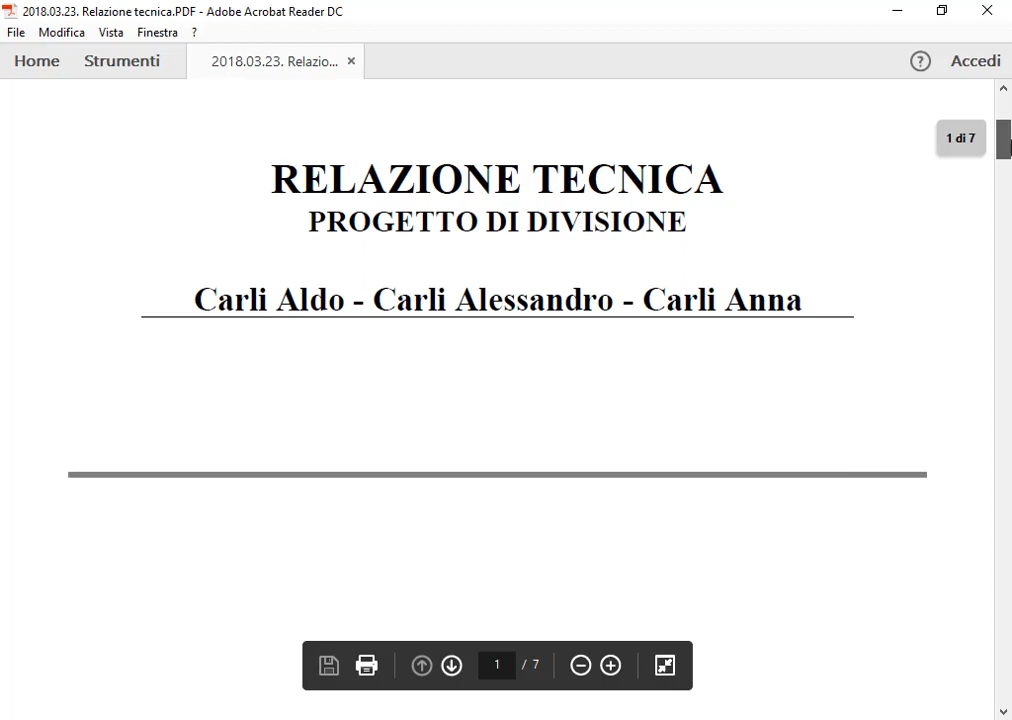 2018.03.23. Relazione tecnica.PDF - Adobe Acrobat Reader DC
File Modifica Vista Finestra ?
Home Strumenti 2018.03.23. Relazio... × ? Accedi
1 di 7
RELAZIONE TECNICA
PROGETTO DI DIVISIONE
Carli Aldo - Carli Alessandro - Carli Anna
1 / 7